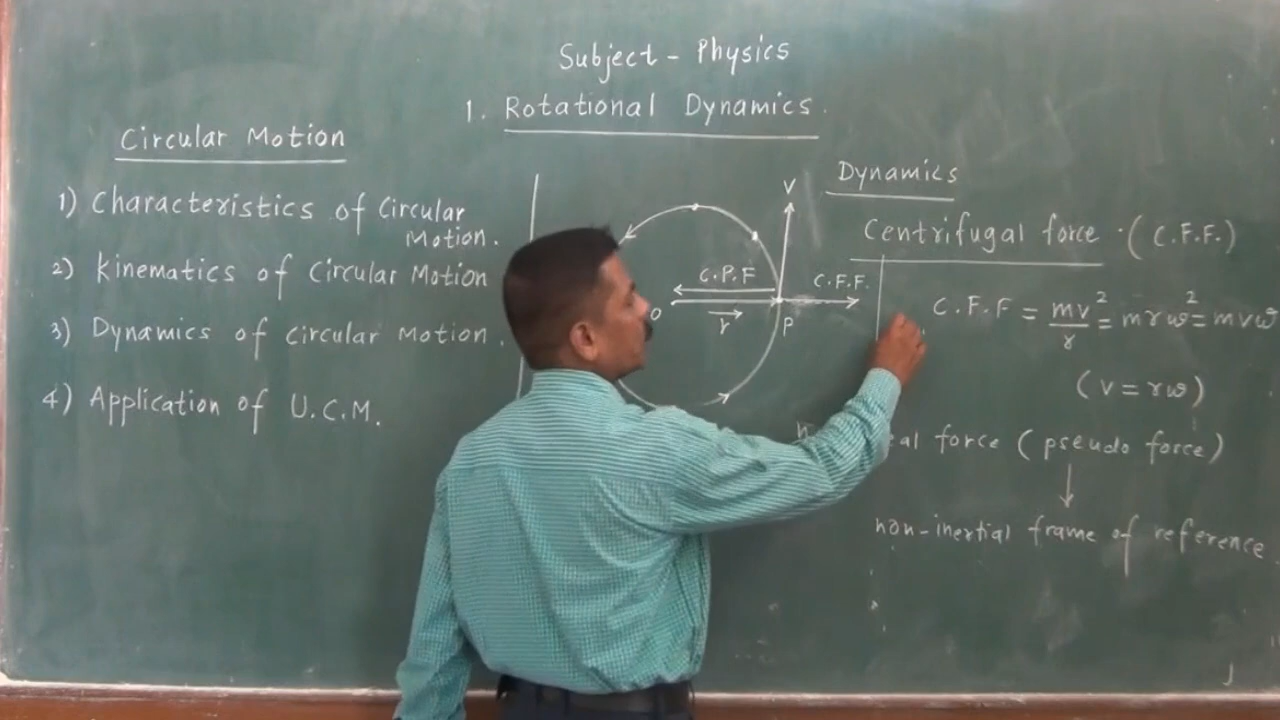 Subject - Physics
1. Rotational Dynamics.
Circular Motion
1) Characteristics of Circular
Motion.
2) Kinematics of Circular Motion
3) Dynamics of Circular Motion.
4) Application of U.C.M.
V
C.P.F
C.F.F.
O
r
P
Dynamics
Centrifugal force. (C.F.F.)
C.F.F = mv²/r = mrω² = mvω
(v = rω)
force (pseudo force)
non-inertial frame of reference